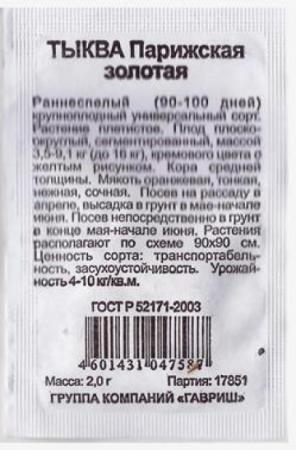 ТЫКВА Парижская
золотая
Раннеспелый (90-100 дней)
крупноплодный универсальный сорт.
Растение плетистое. Плод плоско-
округлый, сегментированный, массой
3,5-9,1 кг (до 16 кг), кремового цвета с
желтым рисунком. Кора средней
толщины. Мякоть оранжевая, тонкая,
нежная, сочная. Посев на рассаду в
апреле, высадка в грунт в мае-начале
июня. Посев непосредственно в грунт
в конце мая-начале июня. Растения
располагают по схеме 90х90 см.
Ценность сорта: транспортабель-
ность, засухоустойчивость. Урожай-
ность 4-10 кг/кв.м.
ГОСТ Р 52171-2003
4 601431 047587
Масса: 2,0 г Партия: 17851
ГРУППА КОМПАНИЙ «ГАВРИШ»